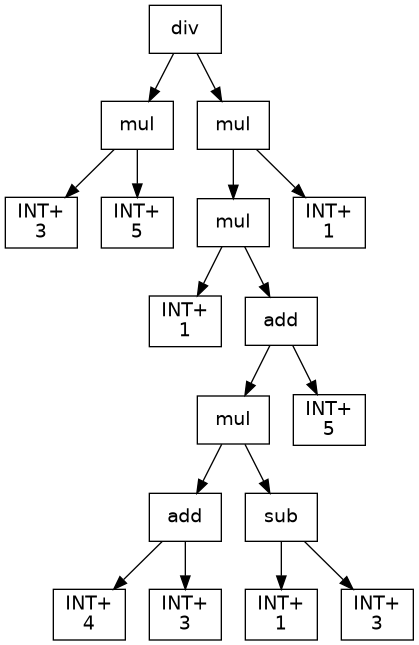 div
mul
mul
INT+
3
INT+
5
mul
INT+
1
INT+
1
add
mul
INT+
5
add
sub
INT+
4
INT+
3
INT+
1
INT+
3